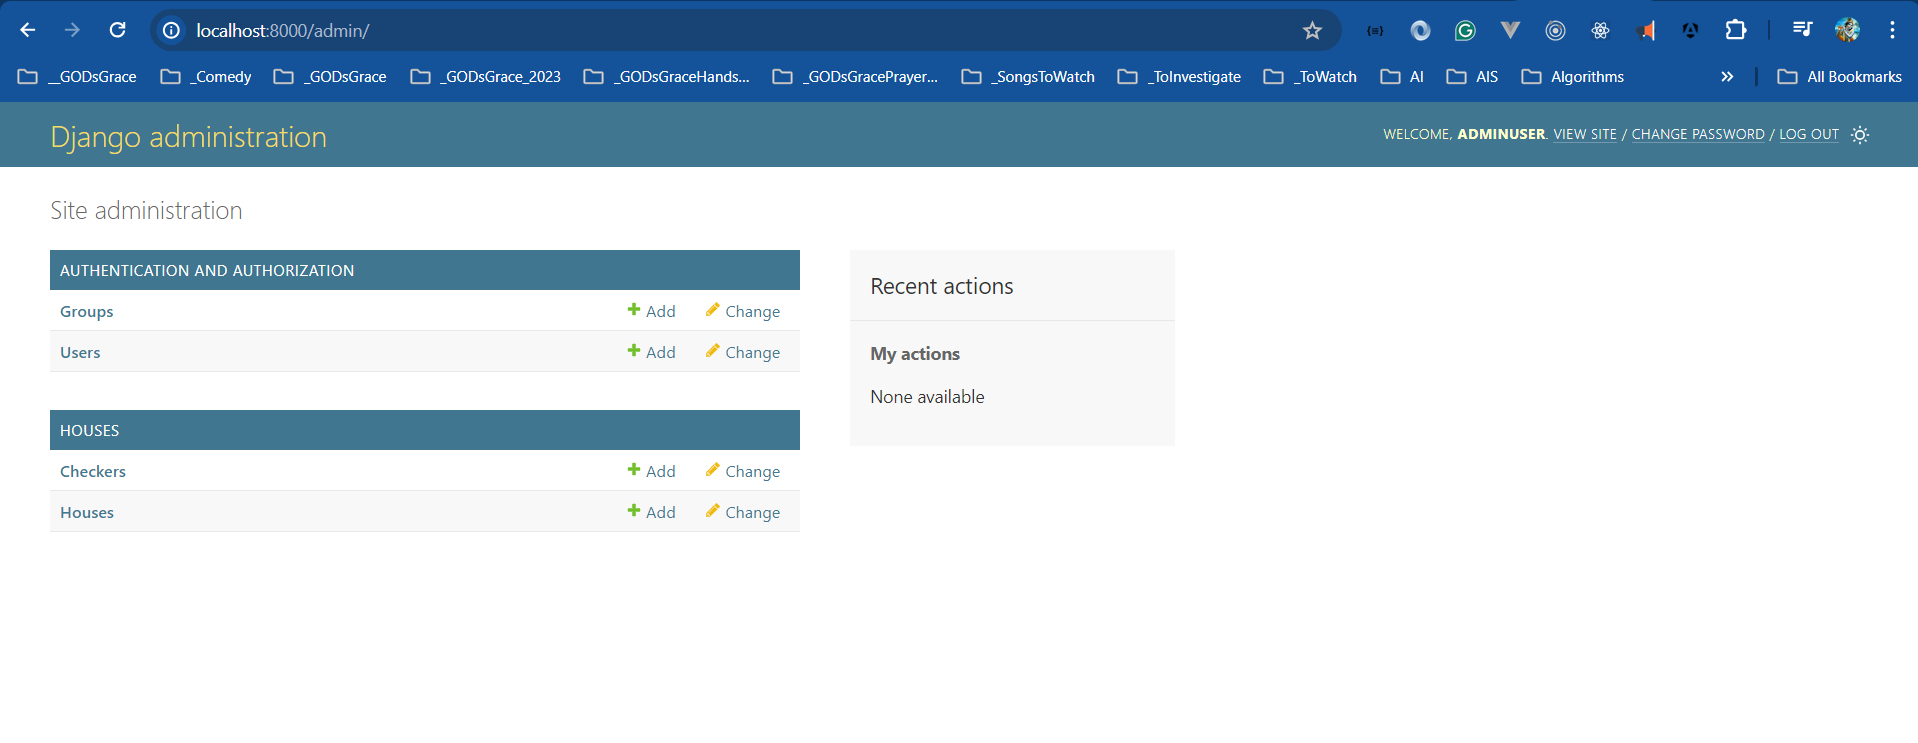 localhost:8000/admin/
__GODsGrace _Comedy _GODsGrace _GODsGrace_2023 _GODsGraceHands... _GODsGracePrayer... _SongsToWatch _ToInvestigate _ToWatch AI AIS Algorithms » All Bookmarks
Django administration
WELCOME, ADMINUSER. VIEW SITE / CHANGE PASSWORD / LOG OUT
Site administration
AUTHENTICATION AND AUTHORIZATION
Groups Add Change
Users Add Change
HOUSES
Checkers Add Change
Houses Add Change
Recent actions
My actions
None available